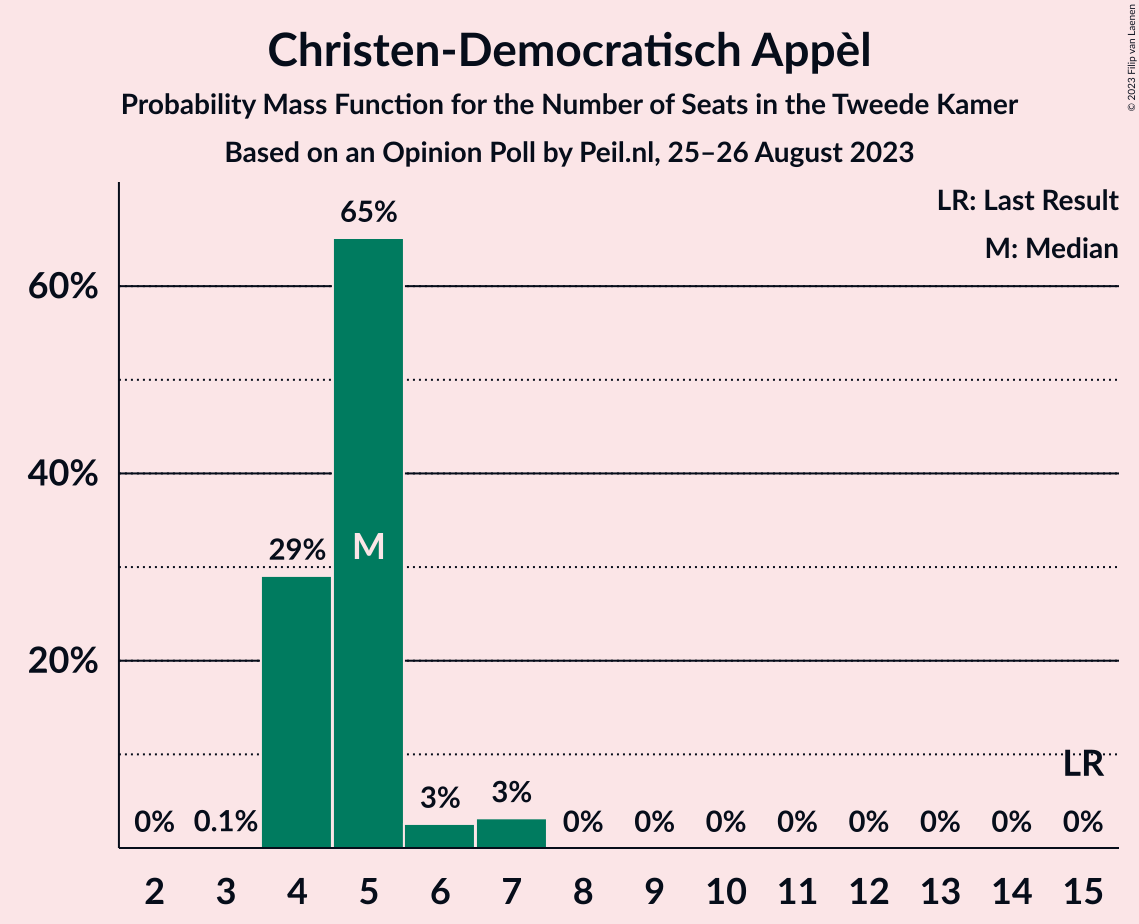 Christen-Democratisch Appèl
Probability Mass Function for the Number of Seats in the Tweede Kamer
Based on an Opinion Poll by Peil.nl, 25–26 August 2023
© 2023 Filip van Laenen
LR: Last Result
M: Median
60%
40%
20%
0% 0.1% 29% 65% 3% 3% 0% 0% 0% 0% 0% 0% 0% 0%
M
LR
2 3 4 5 6 7 8 9 10 11 12 13 14 15